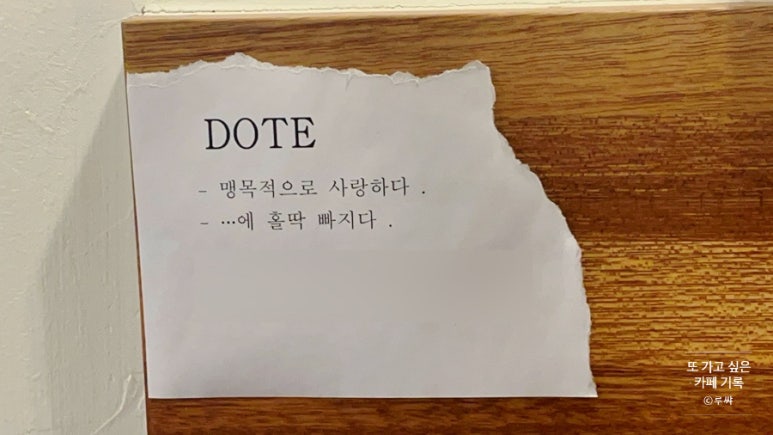 DOTE
- 맹목적으로 사랑하다 .
- …에 홀딱 빠지다 .
또 가고 싶은
카페 기록
ⓒ루쌰